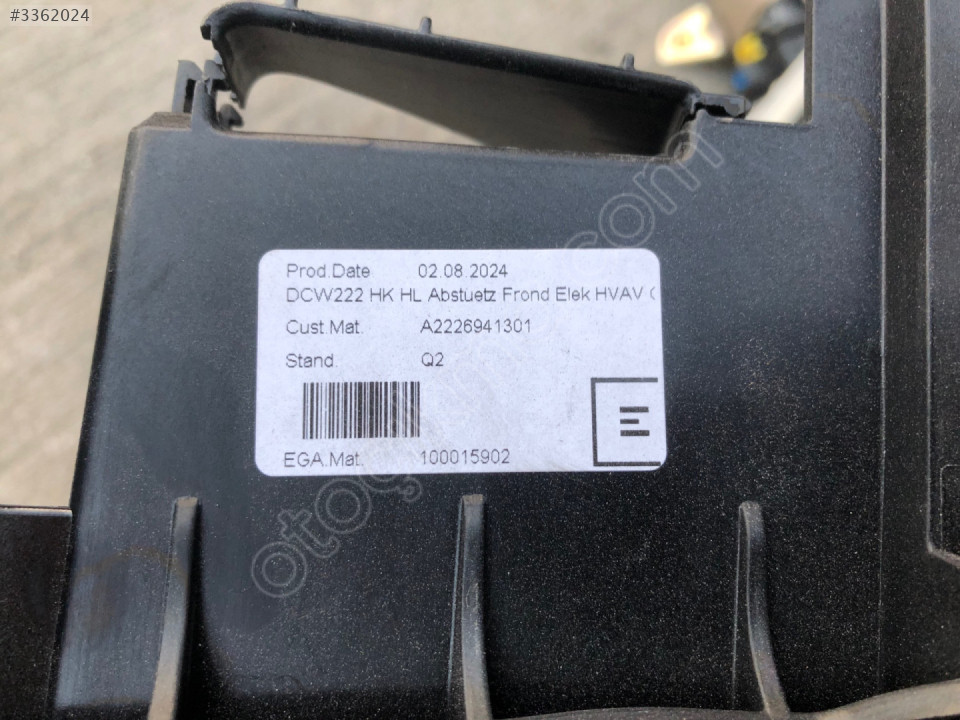 #3362024
Prod.Date 02.08.2024
DCW222 HK HL Abstuetz Frond Elek HVAV
Cust.Mat. A2226941301
Stand. Q2
E
EGA.Mat. 100015902